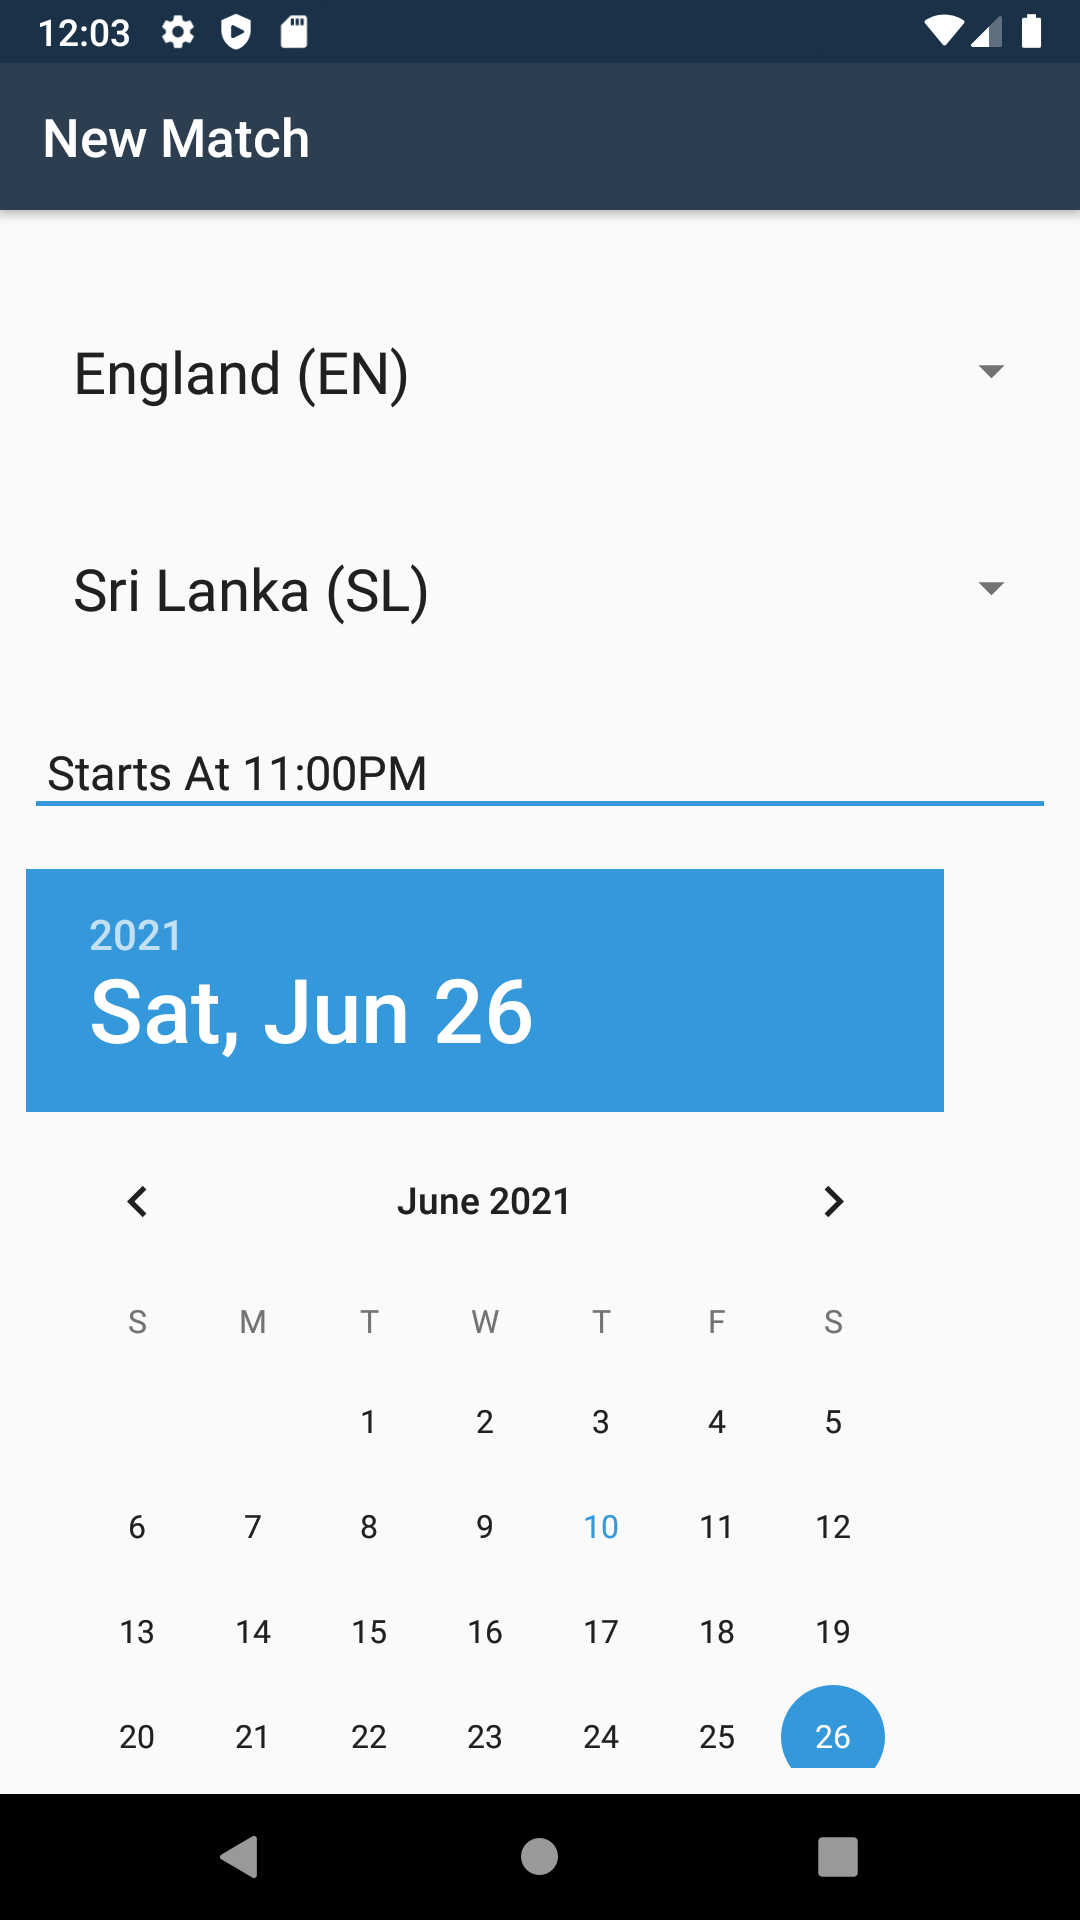 12:03
New Match
England (EN)
Sri Lanka (SL)
Starts At 11:00PM
2021
Sat, Jun 26
June 2021
S M T W T F S
1 2 3 4 5
6 7 8 9 10 11 12
13 14 15 16 17 18 19
20 21 22 23 24 25 26